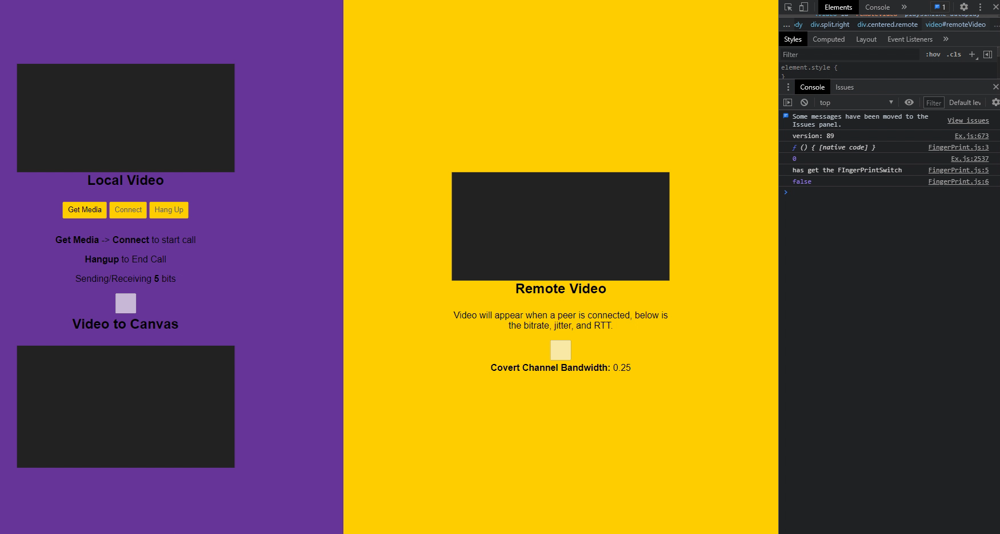 Local Video
Get Media
Connect
Hang Up
Get Media -> Connect to start call
Hangup to End Call
Sending/Receiving 5 bits
Video to Canvas
Remote Video
Video will appear when a peer is connected, below is
the bitrate, jitter, and RTT.
Covert Channel Bandwidth: 0.25
Elements
Console
»
1
... dy div.split.right div.centered.remote video#remoteVideo ...
Styles Computed Layout Event Listeners »
Filter
:hov .cls
element.style {
}
Console Issues
top
Filter
Default lev
Some messages have been moved to the
Issues panel.
View issues
version: 89 Ex.js:673
ƒ () { [native code] } FingerPrint.js:3
0 Ex.js:2537
has get the FIngerPrintSwitch FingerPrint.js:5
false FingerPrint.js:6